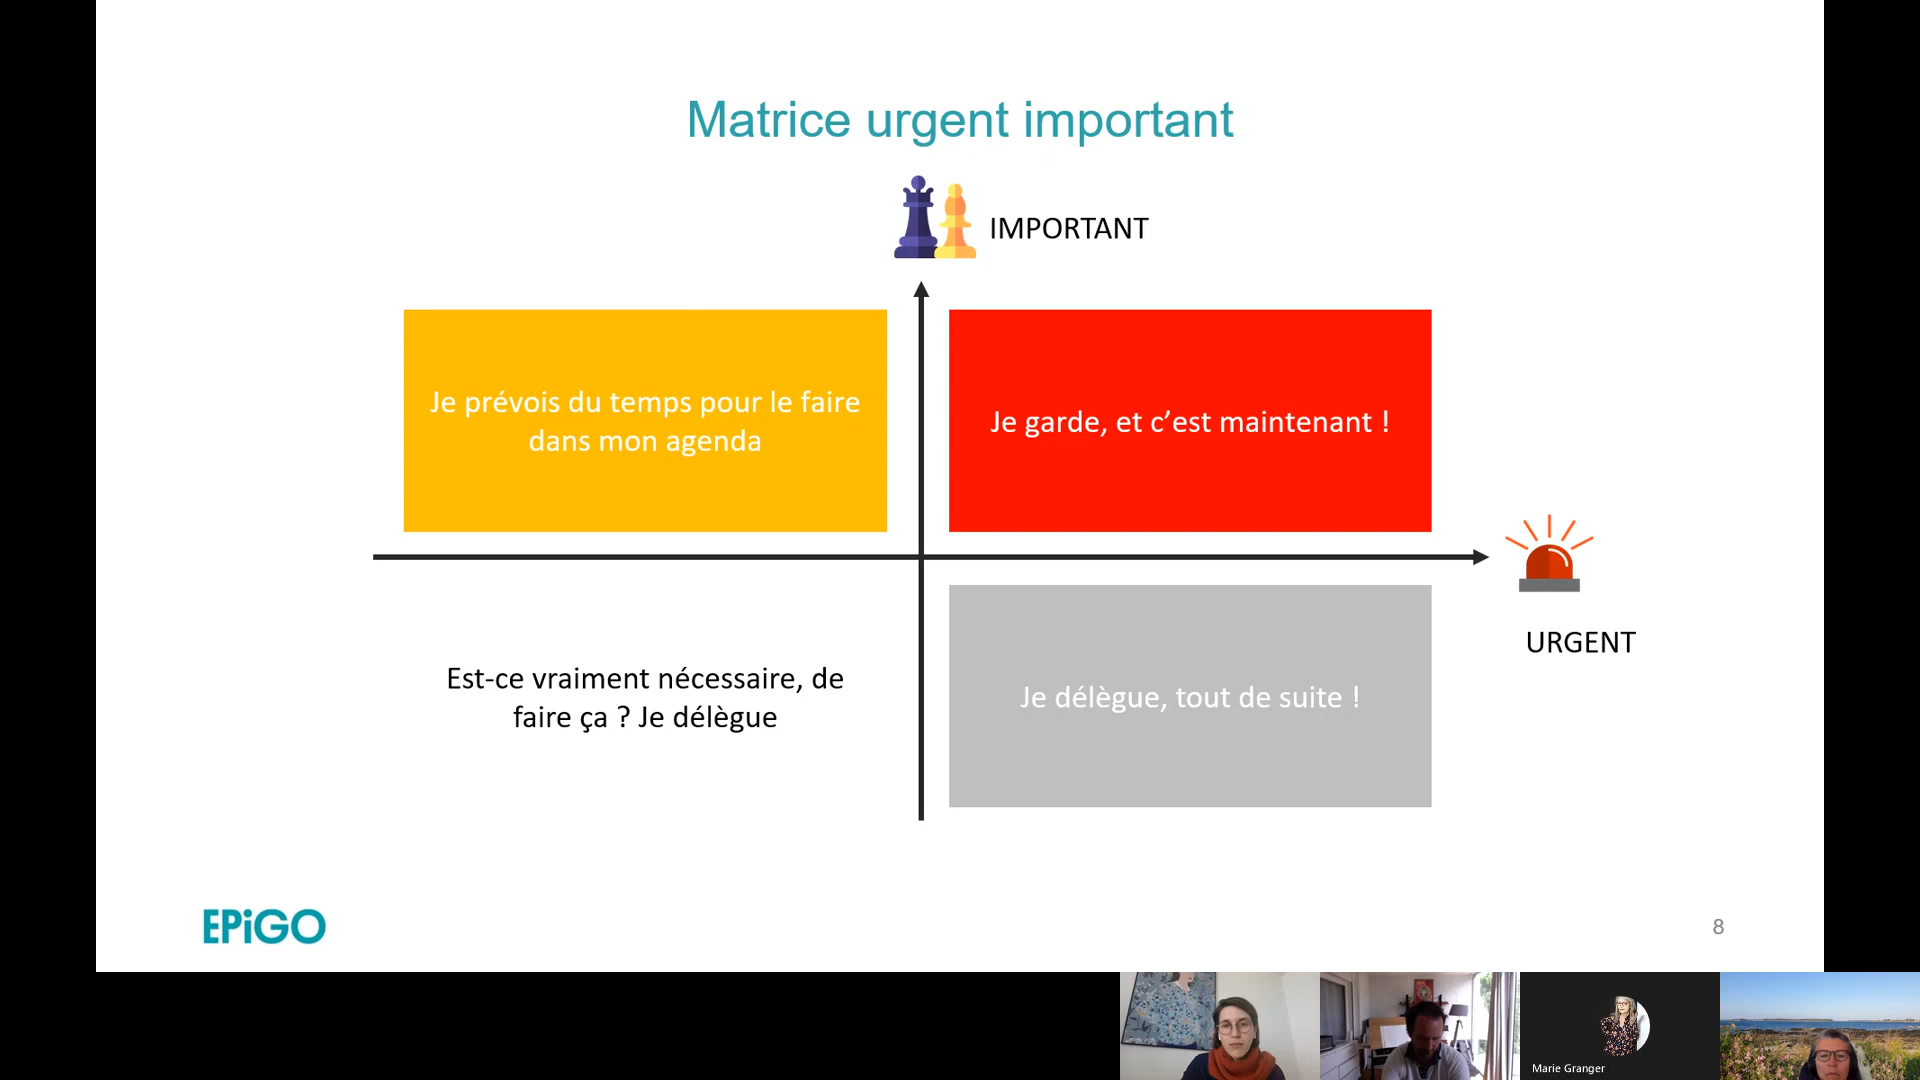 Matrice urgent important
IMPORTANT
Je prévois du temps pour le faire
dans mon agenda
Je garde, et c’est maintenant !
URGENT
Est-ce vraiment nécessaire, de
faire ça ? Je délègue
Je délègue, tout de suite !
EPiGO
8
Marie Granger